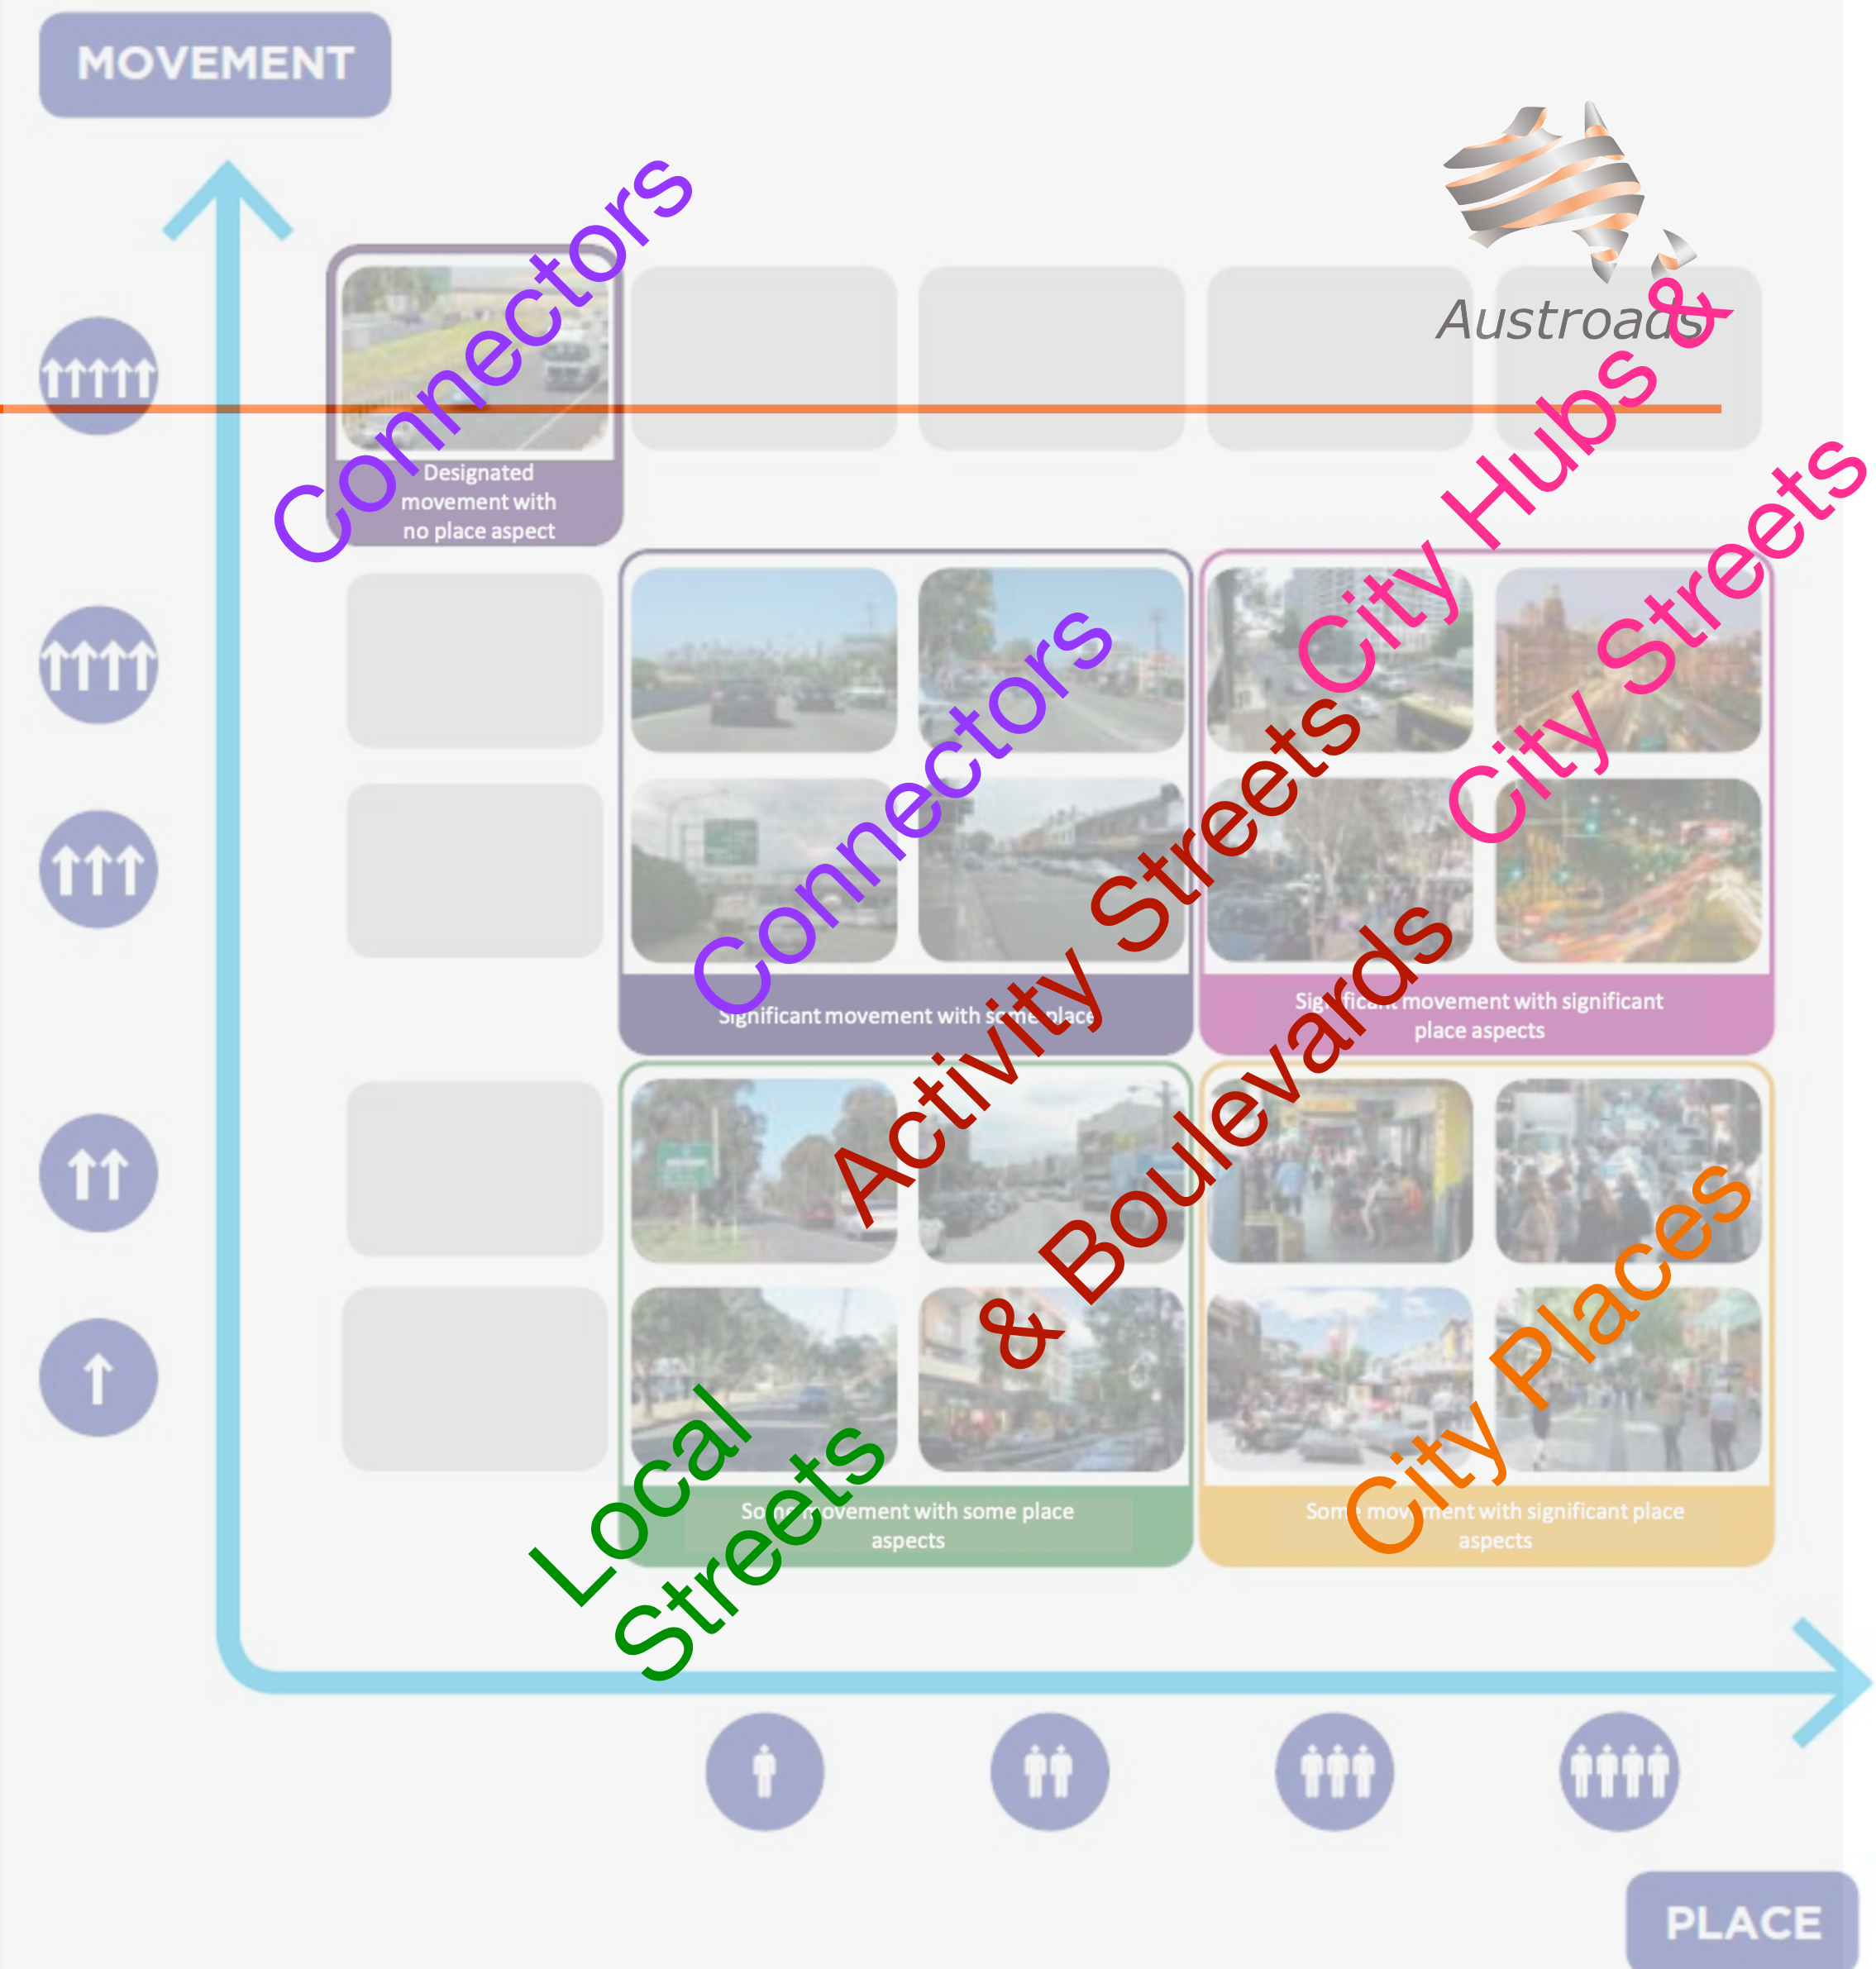 MOVEMENT
Connectors
Austroads
Designated
movement with
no place aspect
City Hubs &
City Streets
Connectors
Significant movement with some place
Significant movement with significant
place aspects
Activity Streets
& Boulevards
Local
Streets
Some movement with some place
aspects
City Places
Some movement with significant place
aspects
PLACE